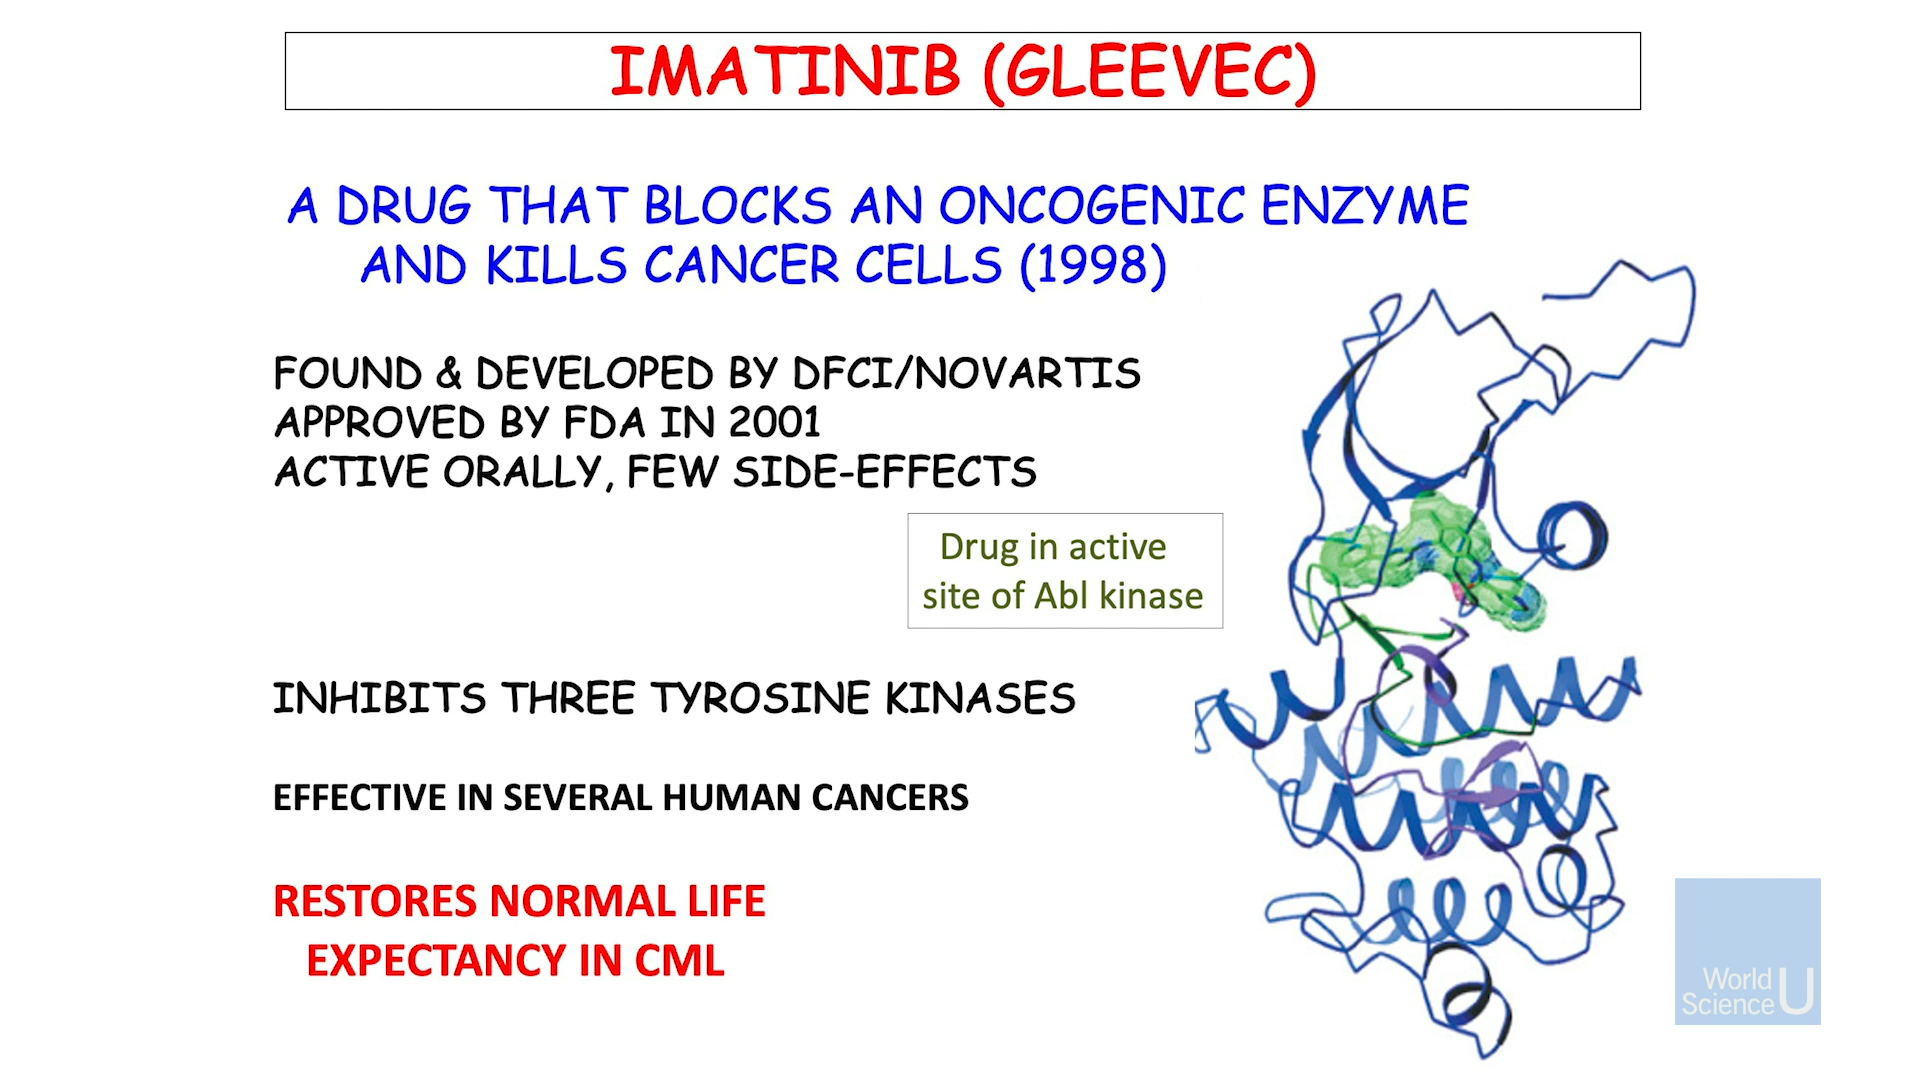 IMATINIB (GLEEVEC)
A DRUG THAT BLOCKS AN ONCOGENIC ENZYME
AND KILLS CANCER CELLS (1998)
FOUND & DEVELOPED BY DFCI/NOVARTIS
APPROVED BY FDA IN 2001
ACTIVE ORALLY, FEW SIDE-EFFECTS
Drug in active
site of Abl kinase
INHIBITS THREE TYROSINE KINASES
EFFECTIVE IN SEVERAL HUMAN CANCERS
RESTORES NORMAL LIFE
EXPECTANCY IN CML
World
Science U